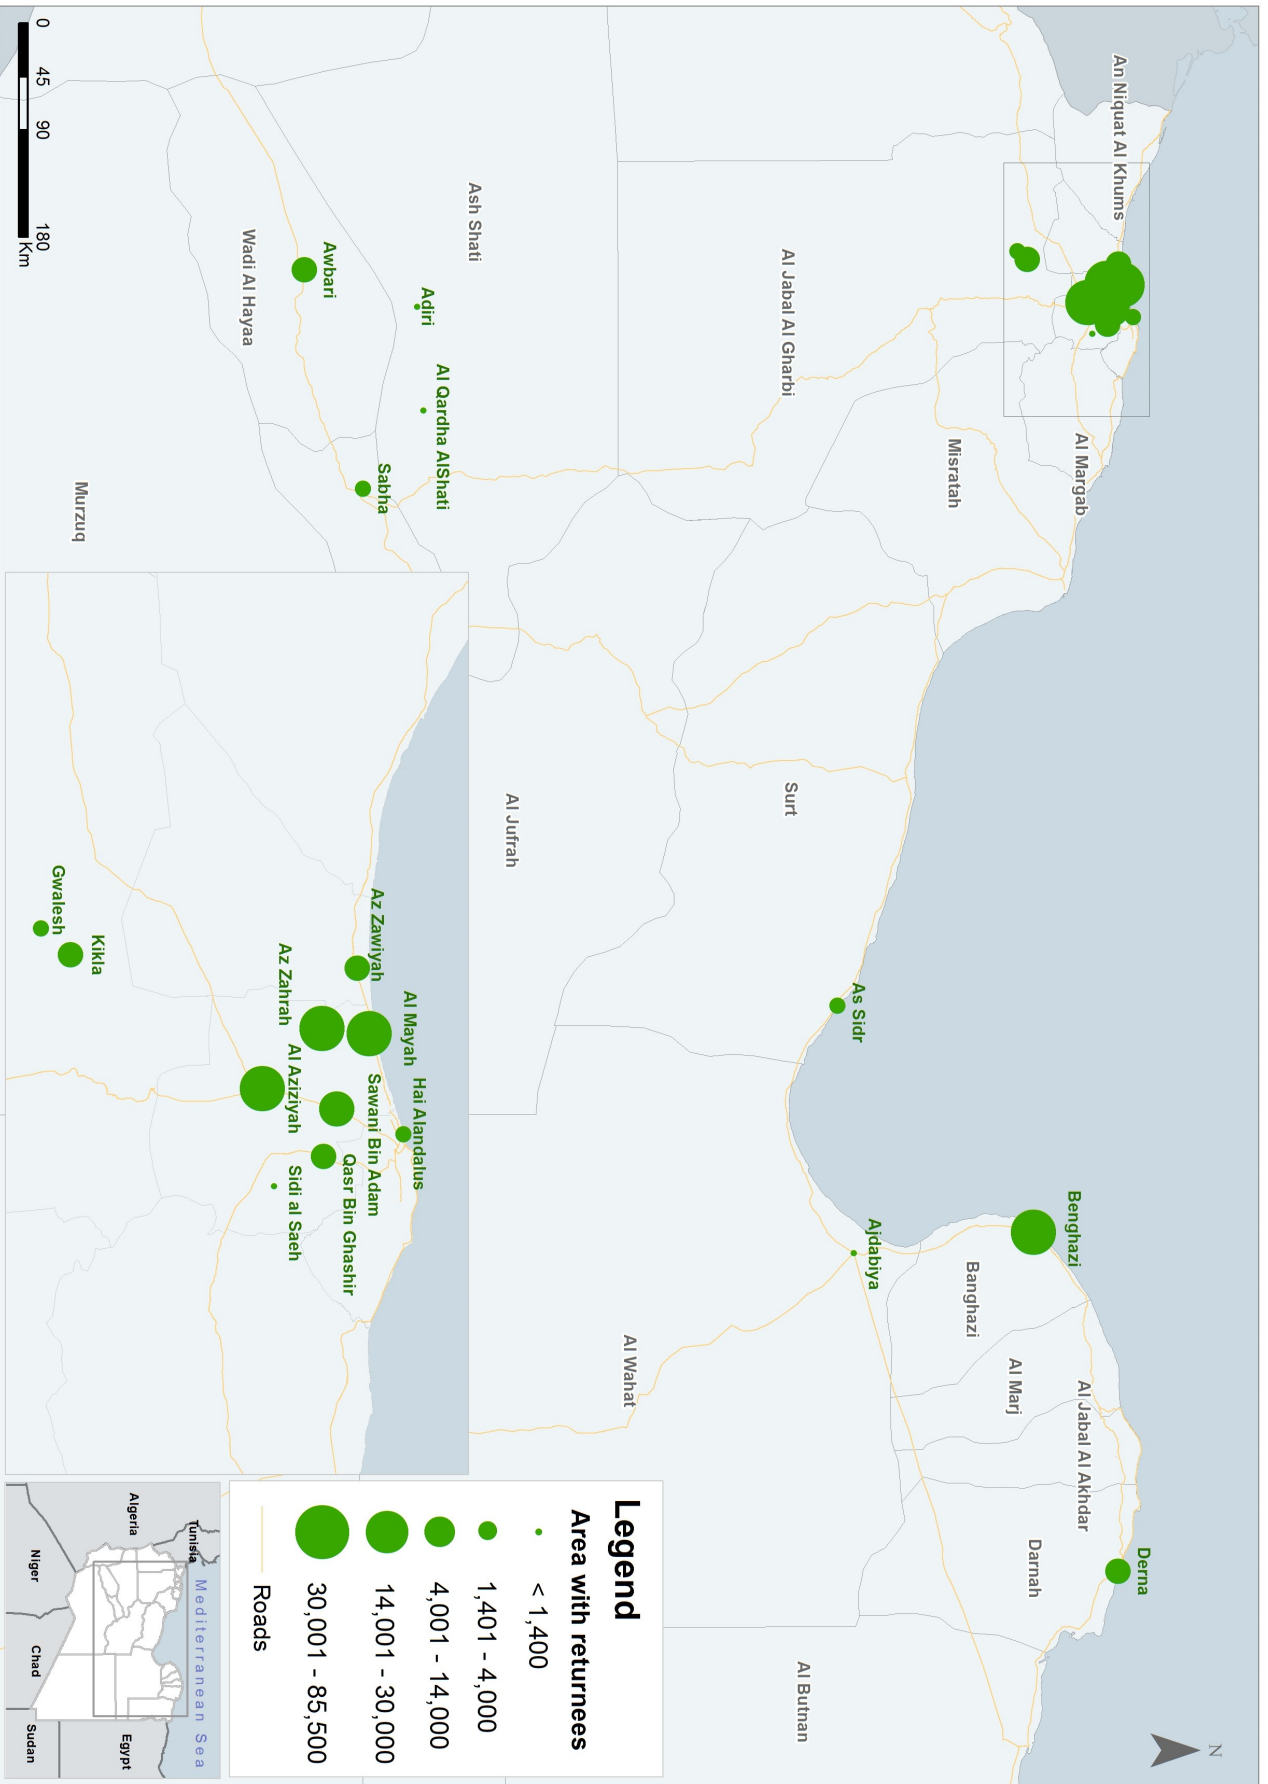 N
An Niquat Al Khums
Al Margab
Misratah
Al Jabal Al Gharbi
Ash Shati
Wadi Al Hayaa
Murzuq
Awbari
Adiri
Al Qardha AlShati
Sabha
Surt
Al Jufrah
As Sidr
Benghazi
Banghazi
Ajdabiya
Al Wahat
Al Marj
Al Jabal Al Akhdar
Derna
Darnah
Al Butnan
Az Zawiyah
Al Mayah
Hai Alandalus
Az Zahrah
Sawani Bin Adam
Al Aziziyah
Qasr Bin Ghashir
Sidi al Saeh
Kikla
Gwalesh
0 45 90 180
Km
Legend
Area with returnees
< 1,400
1,401 - 4,000
4,001 - 14,000
14,001 - 30,000
30,001 - 85,500
Roads
Mediterranean Sea
Tunisia
Algeria
Egypt
Niger
Chad
Sudan